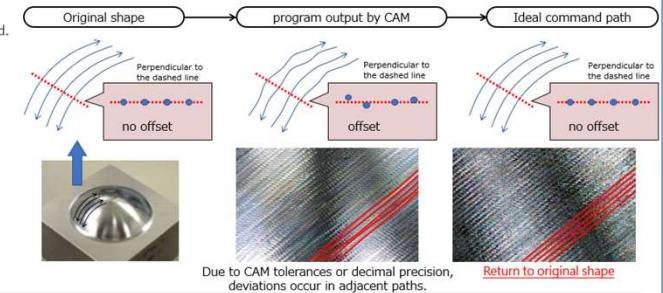 Original shape
program output by CAM
Ideal command path
d.
Perpendicular to
the dashed line
no offset
Perpendicular to
the dashed line
offset
Perpendicular to
the dashed line
no offset
Due to CAM tolerances or decimal precision,
deviations occur in adjacent paths.
Return to original shape